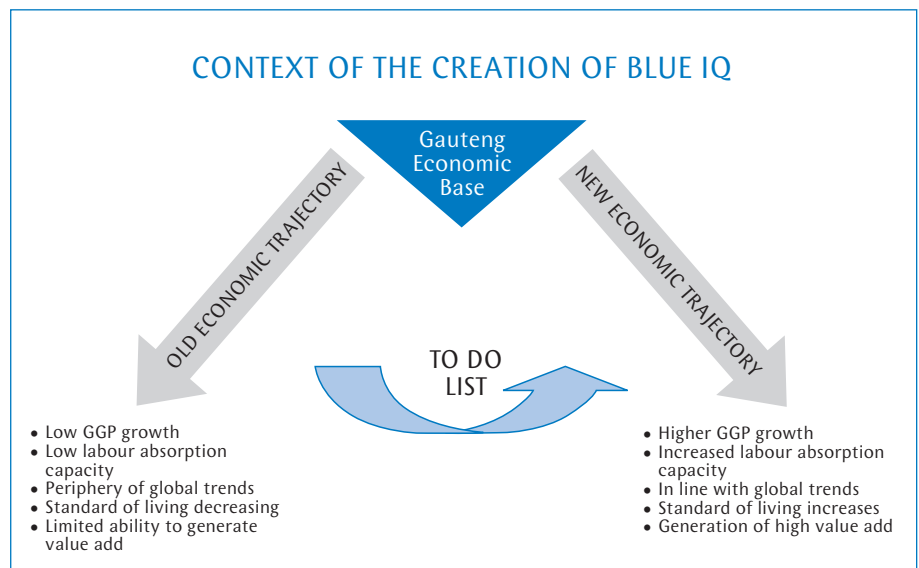 CONTEXT OF THE CREATION OF BLUE IQ
Gauteng
Economic
Base
OLD ECONOMIC TRAJECTORY
NEW ECONOMIC TRAJECTORY
TO DO
LIST
• Low GGP growth
• Low labour absorption
capacity
• Periphery of global trends
• Standard of living decreasing
• Limited ability to generate
value add
• Higher GGP growth
• Increased labour absorption
capacity
• In line with global trends
• Standard of living increases
• Generation of high value add